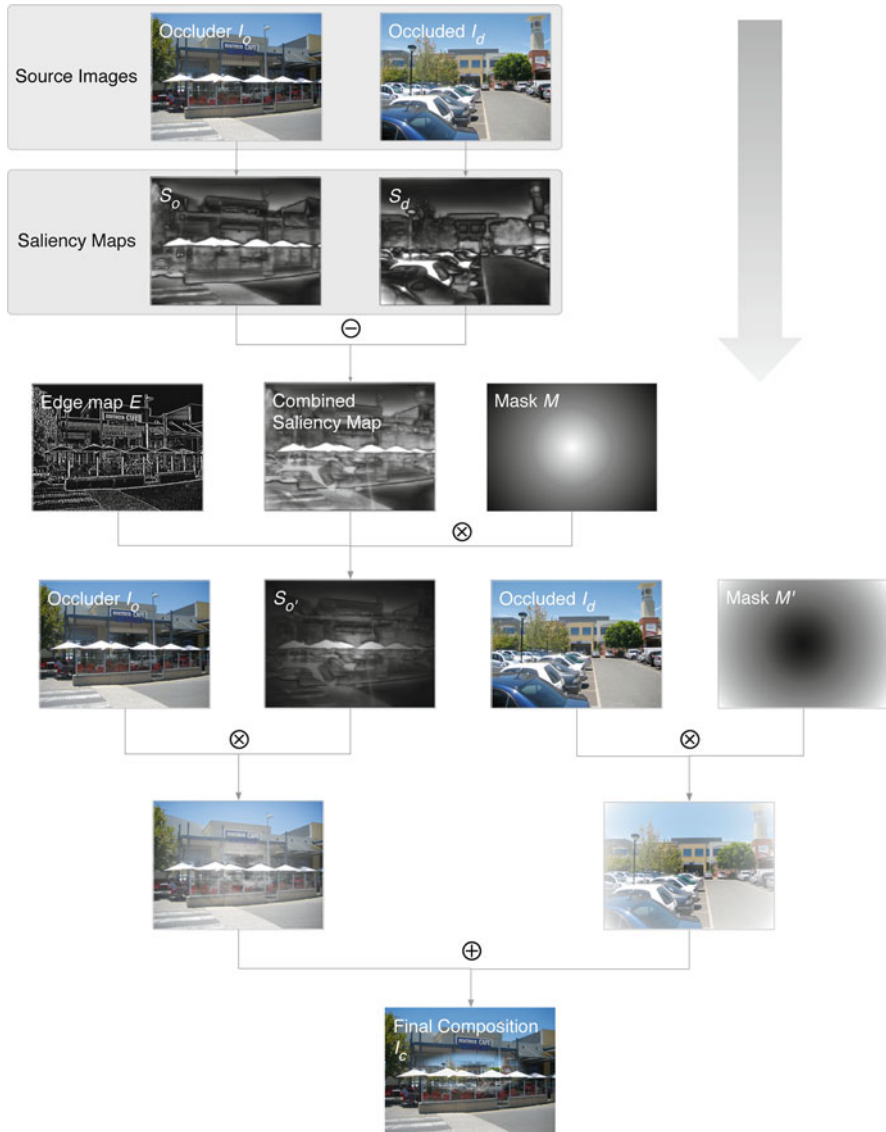 Source Images
Occluder I_o
Occluded I_d
Saliency Maps
S_o
S_d
⊖
Edge map E
Combined
Saliency Map
Mask M
⊗
Occluder I_o
S_o'
Occluded I_d
Mask M'
⊗
⊗
⊕
Final Composition
I_c